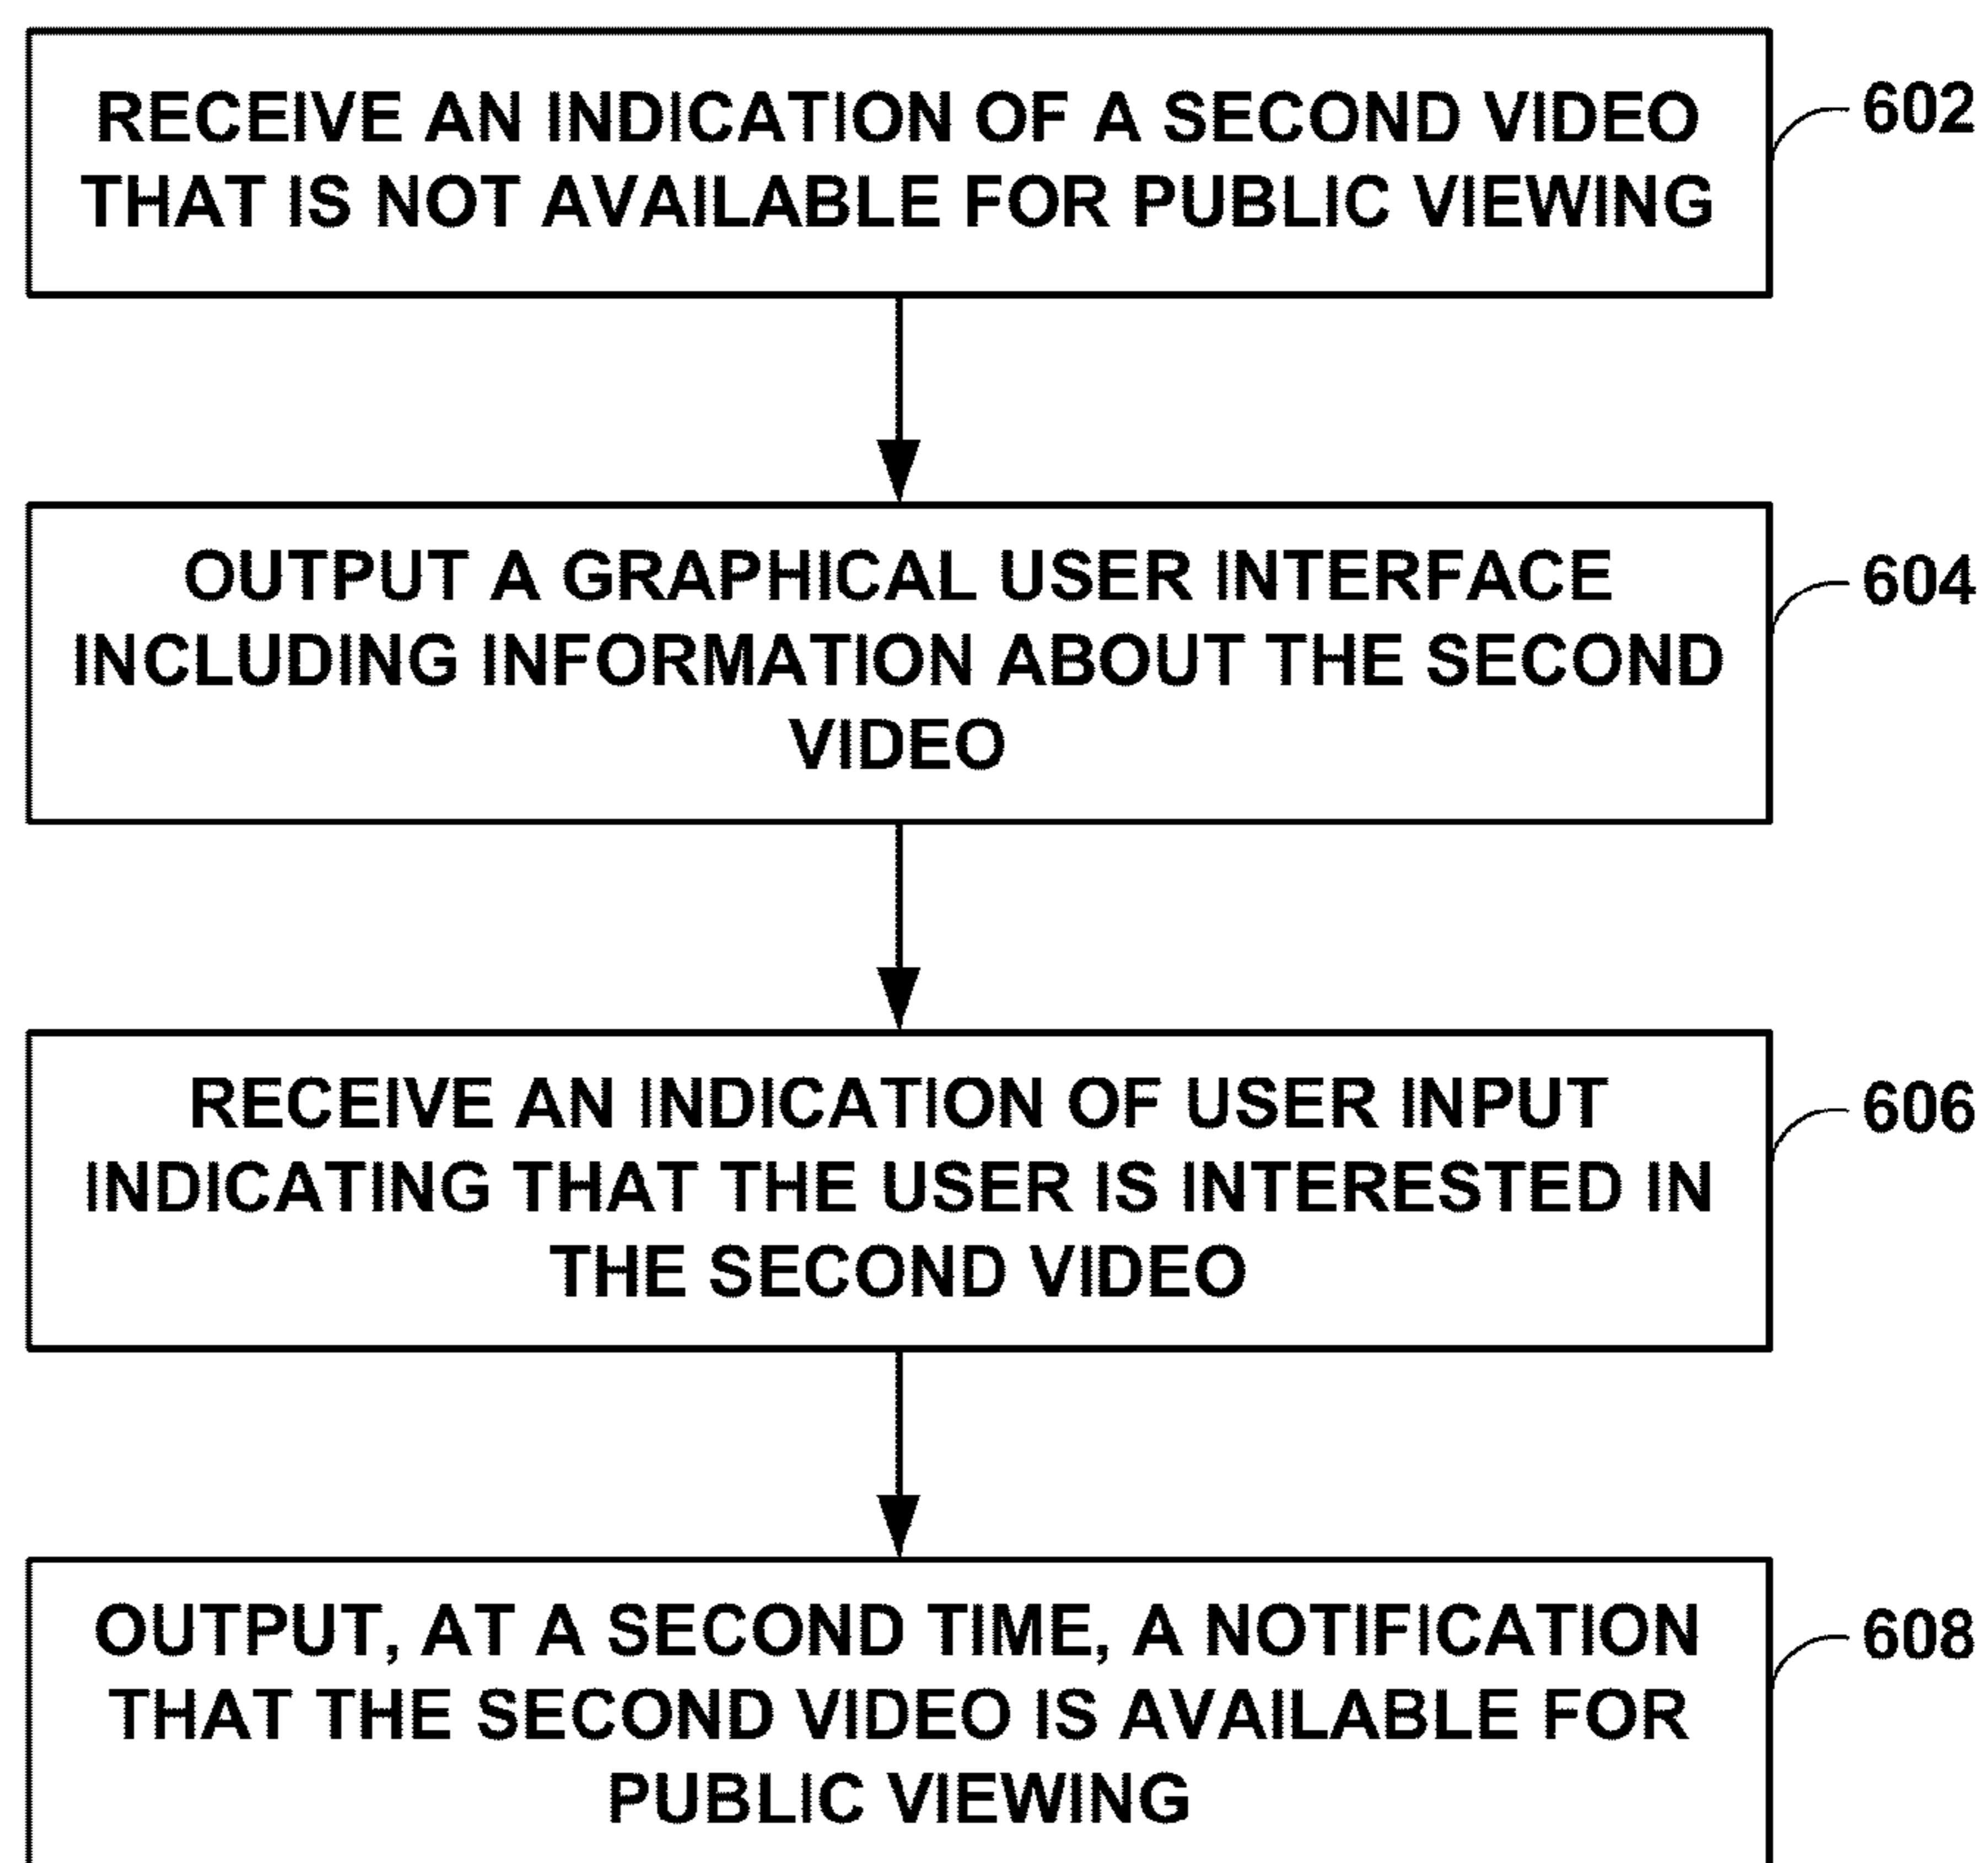 RECEIVE AN INDICATION OF A SECOND VIDEO
THAT IS NOT AVAILABLE FOR PUBLIC VIEWING
602
OUTPUT A GRAPHICAL USER INTERFACE
INCLUDING INFORMATION ABOUT THE SECOND
VIDEO
604
RECEIVE AN INDICATION OF USER INPUT
INDICATING THAT THE USER IS INTERESTED IN
THE SECOND VIDEO
606
OUTPUT, AT A SECOND TIME, A NOTIFICATION
THAT THE SECOND VIDEO IS AVAILABLE FOR
PUBLIC VIEWING
608